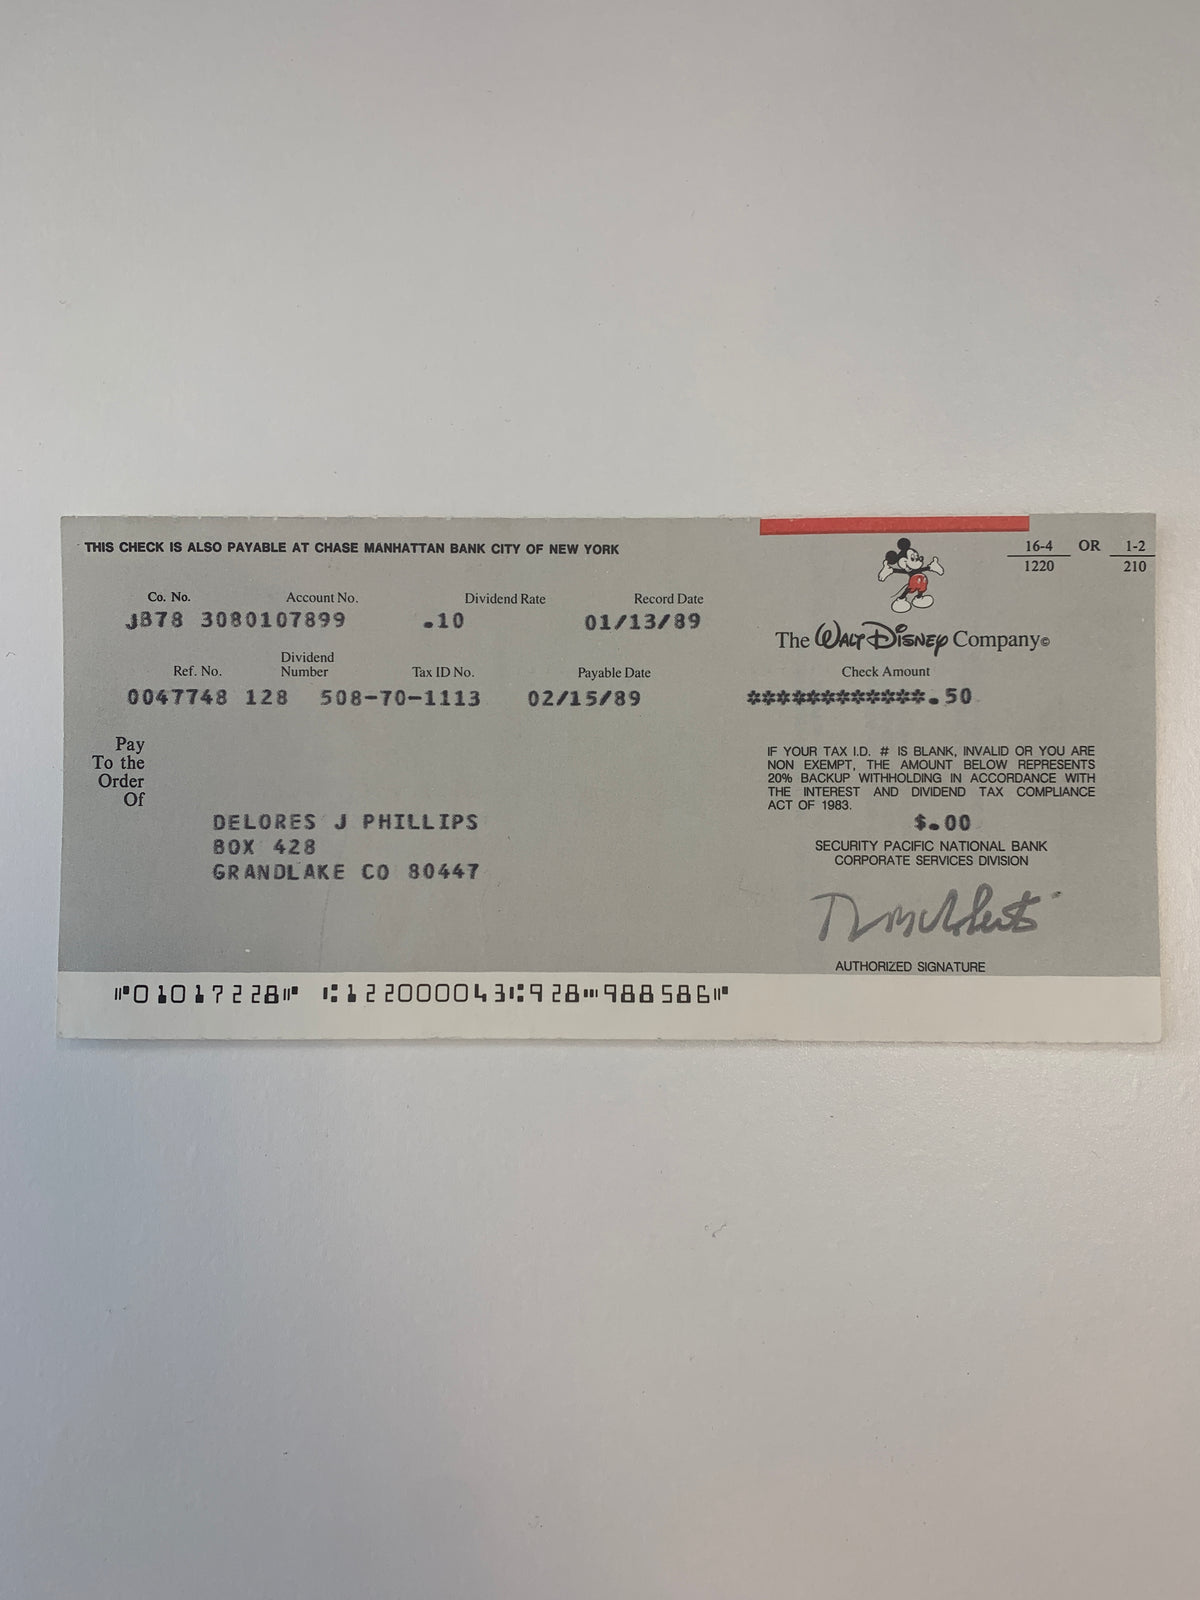 THIS CHECK IS ALSO PAYABLE AT CHASE MANHATTAN BANK CITY OF NEW YORK
16-4 OR 1-2
1220 210
Co. No. Account No. Dividend Rate Record Date
JB78 3080107899 .10 01/13/89
The WALT DISNEY Company©
Ref. No. Dividend Number Tax ID No. Payable Date Check Amount
0047748 128 508-70-1113 02/15/89 ************.50
Pay
To the
Order
Of
DELORES J PHILLIPS
BOX 428
GRANDLAKE CO 80447
IF YOUR TAX I.D. # IS BLANK, INVALID OR YOU ARE
NON EXEMPT, THE AMOUNT BELOW REPRESENTS
20% BACKUP WITHHOLDING IN ACCORDANCE WITH
THE INTEREST AND DIVIDEND TAX COMPLIANCE
ACT OF 1983.
$.00
SECURITY PACIFIC NATIONAL BANK
CORPORATE SERVICES DIVISION
AUTHORIZED SIGNATURE
⑈01017228⑈ ⑆122000043⑆928⑉988586⑈